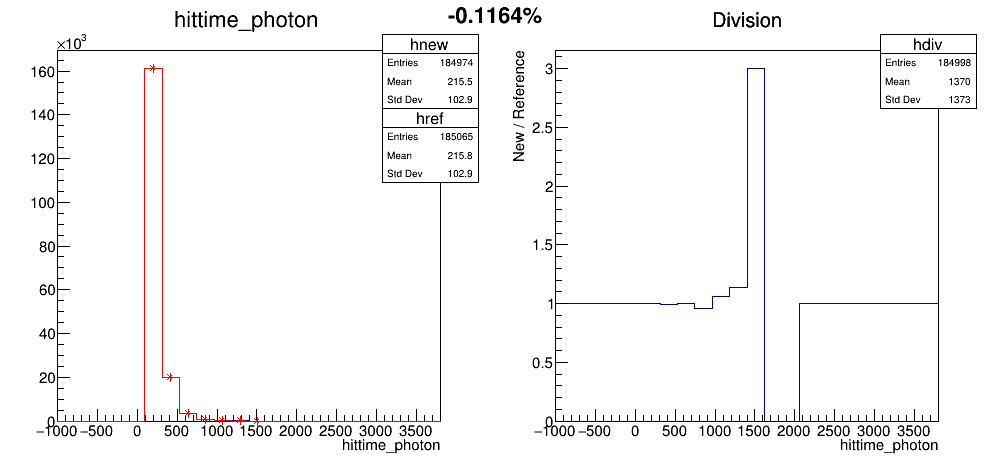 -0.1164%
hittime_photon
×10³
hnew
Entries 184974
Mean 215.5
Std Dev 102.9
href
Entries 185065
Mean 215.8
Std Dev 102.9
160
140
120
100
80
60
40
20
0
−1000 −500 0 500 1000 1500 2000 2500 3000 3500
hittime_photon
Division
hdiv
Entries 184998
Mean 1370
Std Dev 1373
New / Reference
3
2.5
2
1.5
1
0.5
0
−1000 −500 0 500 1000 1500 2000 2500 3000 3500
hittime_photon